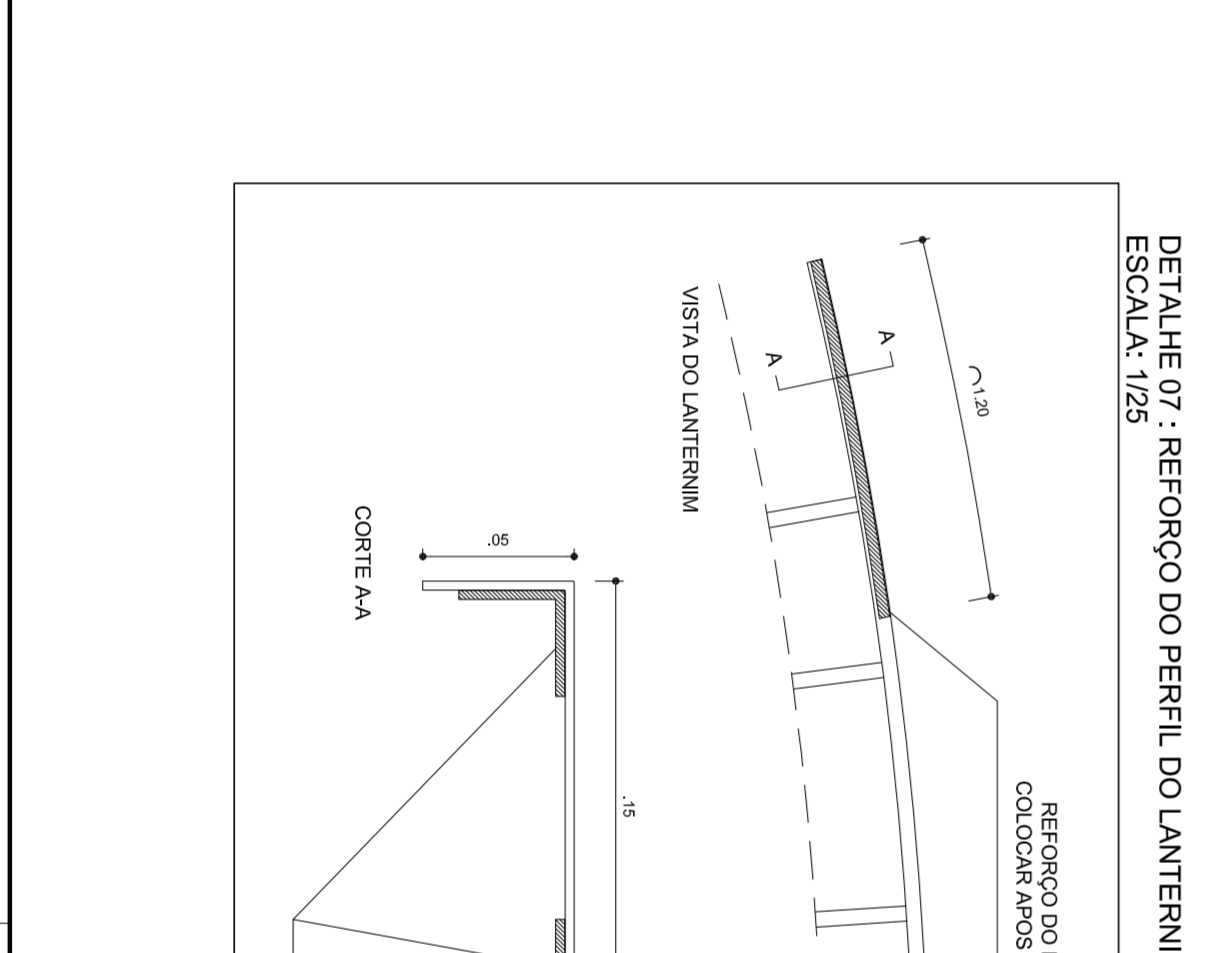 DETALHE 07 : REFORÇO DO PERFIL DO LANTERNI
ESCALA: 1/25
1.20
A
A
VISTA DO LANTERNIM
REFORÇO DO
COLOCAR APOS
.15
.05
CORTE A-A